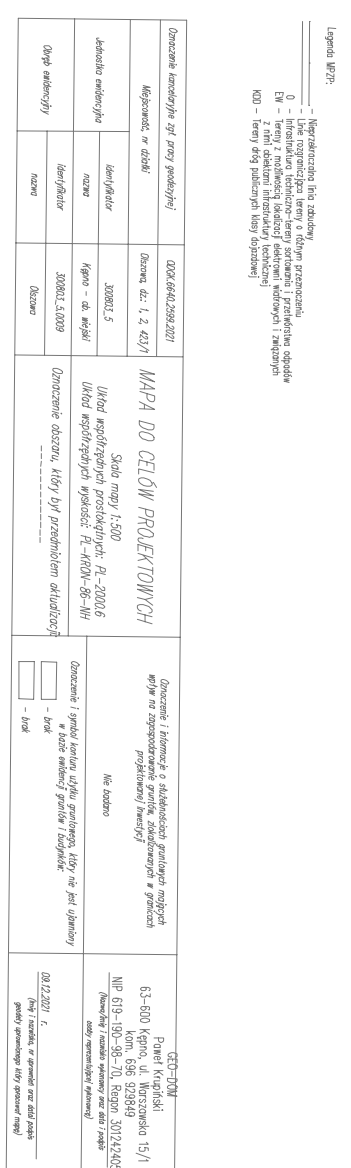 Legenda MPZP:
– Nieprzekraczalna linia zabudowy
– Linie rozgraniczające tereny o różnym przeznaczeniu
O – Infrastruktura techniczna–tereny sortowania i przetwórstwa odpadów
EW – Tereny z możliwością lokalizacji elektrowni wiatrowych i związanych
z nimi obiektami infrastruktury technicznej
KDD – Tereny dróg publicznych klasy dojazdowej
Oznaczenie kancelaryjne zgł. pracy geodezyjnej
ODGK.6640.2599.2021
Miejscowość, nr działki
Olszowa, dz.: 1, 2, 423/1
Jednostka ewidencyjna
identyfikator
300803_5
nazwa
Kępno – ob. wiejski
Obręb ewidencyjny
identyfikator
300803_5.0009
nazwa
Olszowa
MAPA DO CELÓW PROJEKTOWYCH
Skala mapy 1:500
Układ współrzędnych prostokątnych: PL–2000.6
Układ współrzędnych wyskości: PL–KRON–86–NH
Oznaczenie obszaru, który był przedmiotem aktualizacji
Oznaczenie i informacje o służebnościach gruntowych mających
wpływ na zagospodarowanie gruntów, zlokalizowanych w granicach
projektowanej inwestycji
Nie badano
Oznaczenie i symbol konturu użytku gruntowego, który nie jest ujawniony
w bazie ewidencji gruntów i budynków:
– brak
– brak
GEO–DOM
Paweł Krupiński
63–600 Kępno, ul. Warszawska 15/1
kom. 696 929849
NIP 619–190–98–70, Regon 301242405
(Nazwa/imię i nazwisko wykonawcy oraz data i podpis
osoby reprezentującej wykonawcę)
09.12.2021 r.
(Imię i nazwisko, nr uprawnień oraz data/ podpis
geodety uprawnionego który opracował mapę)